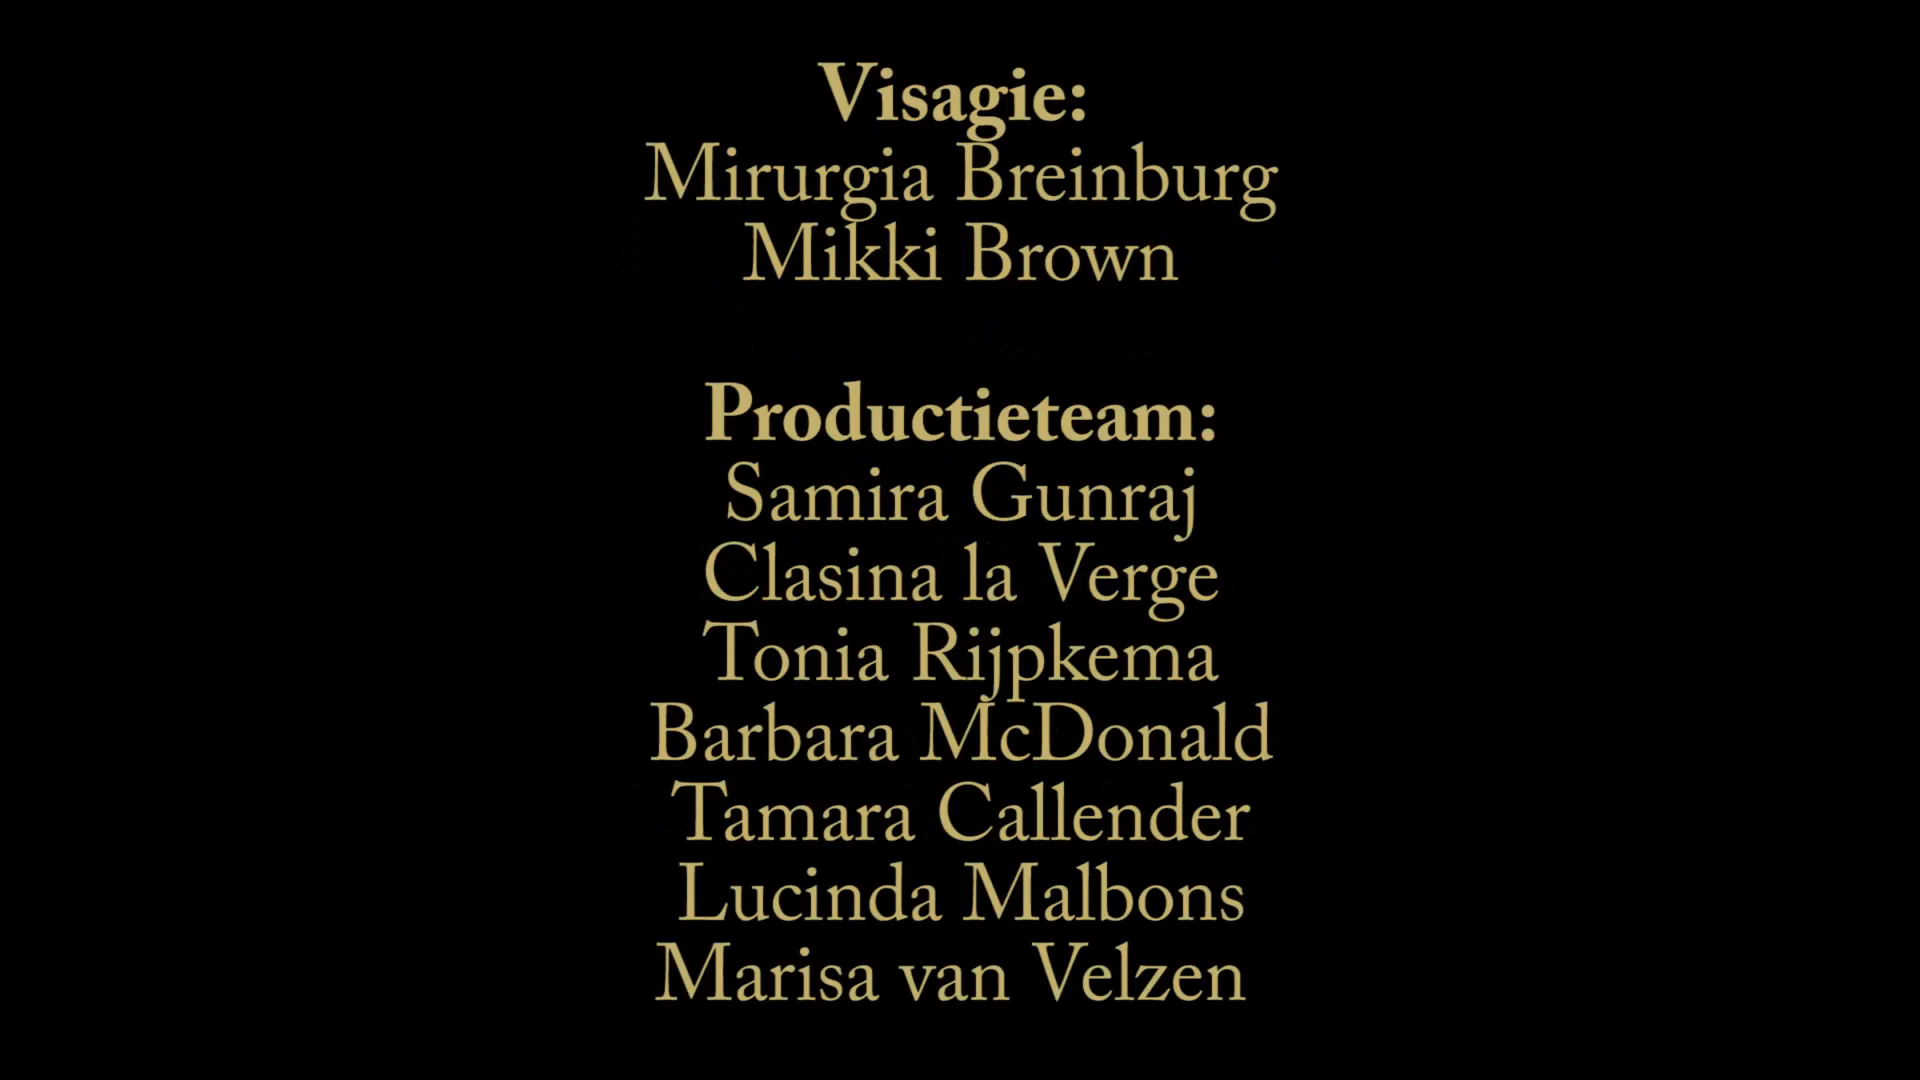 Visagie:
Mirurgia Breinburg
Mikki Brown
Productieteam:
Samira Gunraj
Clasina la Verge
Tonia Rijpkema
Barbara McDonald
Tamara Callender
Lucinda Malbons
Marisa van Velzen